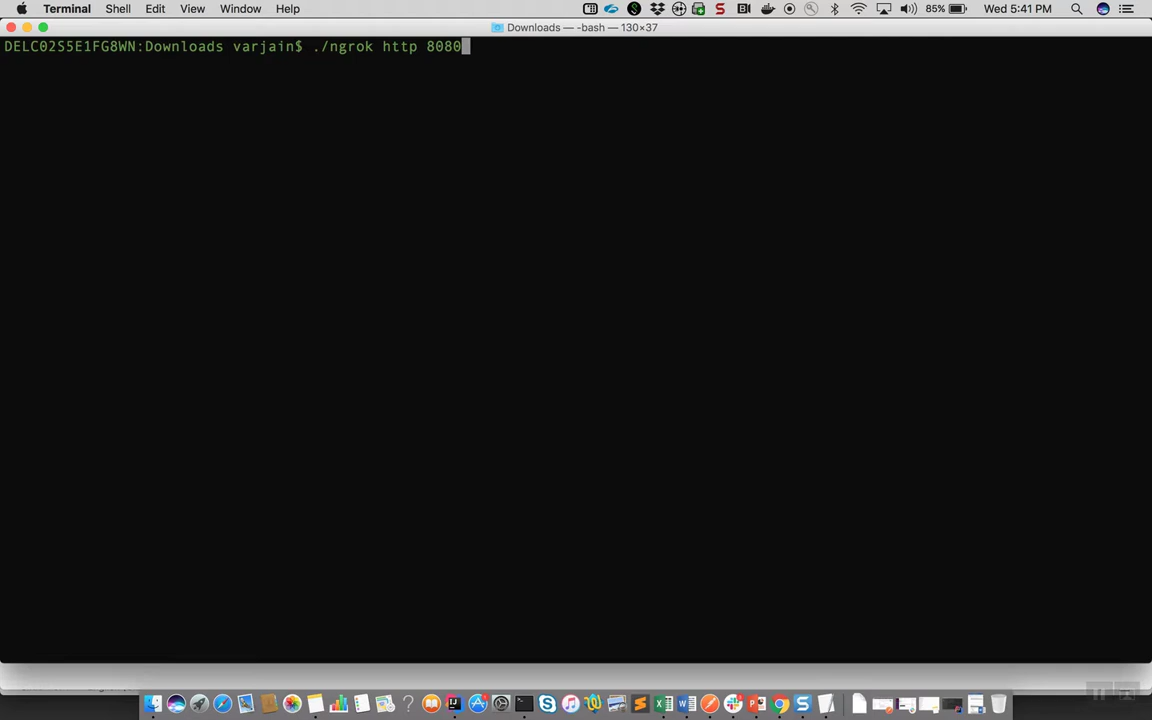 Terminal Shell Edit View Window Help 85% Wed 5:41 PM
Downloads — -bash — 130×37
DELC02S5E1FG8WN:Downloads varjain$ ./ngrok http 8080